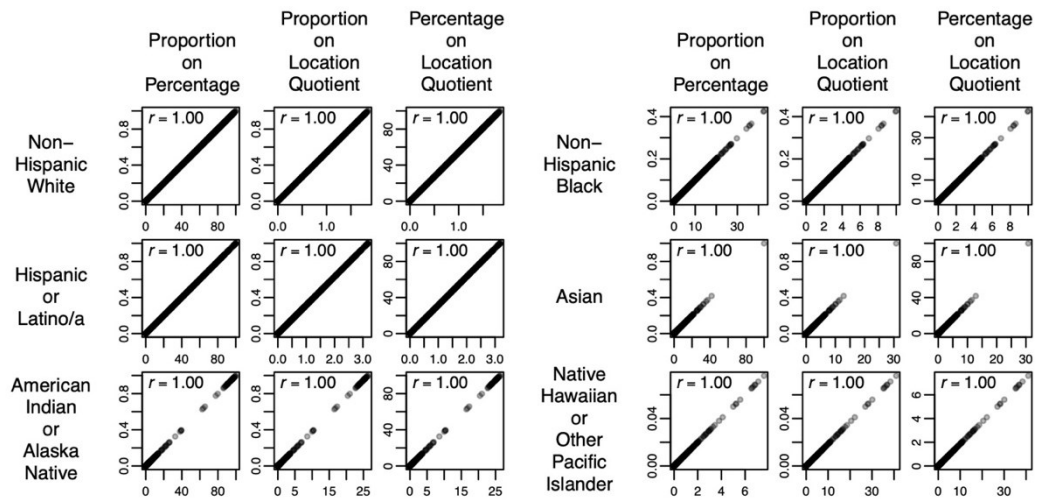 Proportion
on
Percentage
Proportion
on
Location
Quotient
Percentage
on
Location
Quotient
Non−
Hispanic
White
r = 1.00
0.0 0.4 0.8
0 40 80
r = 1.00
0.0 0.4 0.8
0.0 1.0
r = 1.00
0 40 80
0.0 1.0
Hispanic
or
Latino/a
r = 1.00
0.0 0.4 0.8
0 40 80
r = 1.00
0.0 0.4 0.8
0.0 1.0 2.0 3.0
r = 1.00
0 40 80
0.0 1.0 2.0 3.0
American
Indian
or
Alaska
Native
r = 1.00
0.0 0.4 0.8
0 40 80
r = 1.00
0.0 0.4 0.8
0 5 15 25
r = 1.00
0 40 80
0 5 15 25
Proportion
on
Percentage
Proportion
on
Location
Quotient
Percentage
on
Location
Quotient
Non−
Hispanic
Black
r = 1.00
0.0 0.2 0.4
0 10 30
r = 1.00
0.0 0.2 0.4
0 2 4 6 8
r = 1.00
0 10 30
0 2 4 6 8
Asian
r = 1.00
0.0 0.4 0.8
0 40 80
r = 1.00
0.0 0.4 0.8
0 10 20 30
r = 1.00
0 40 80
0 10 20 30
Native
Hawaiian
or
Other
Pacific
Islander
r = 1.00
0.00 0.04
0 2 4 6
r = 1.00
0.00 0.04
0 10 30
r = 1.00
0 2 4 6
0 10 30